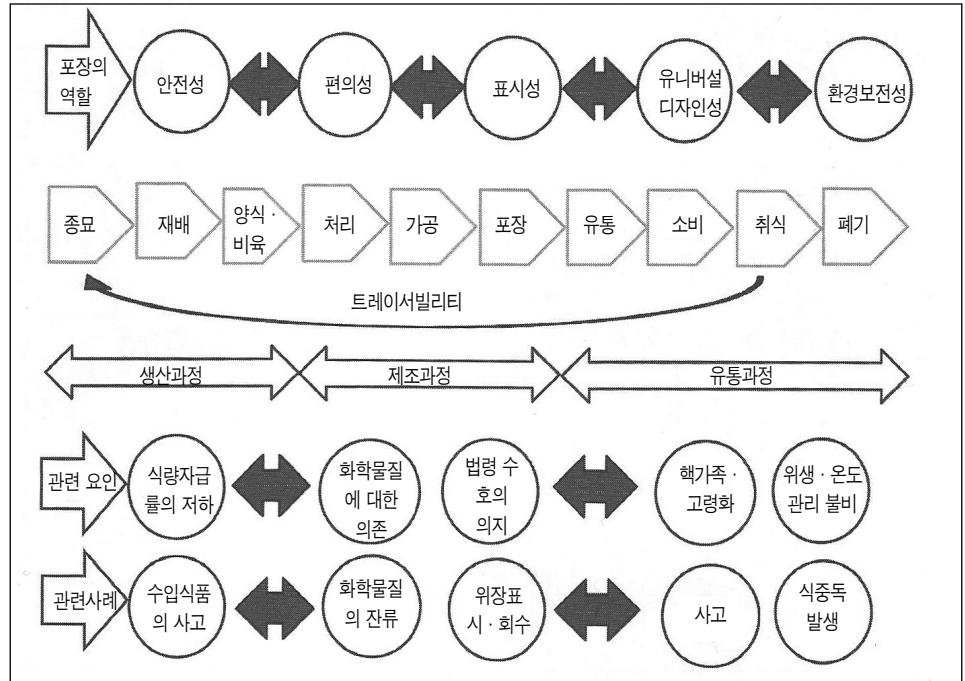 포장의
역할
안전성
편의성
표시성
유니버설
디자인성
환경보전성
종묘
재배
양식 ·
비육
처리
가공
포장
유통
소비
취식
폐기
트레이서빌리티
생산과정
제조과정
유통과정
관련 요인
식량자급
률의 저하
화학물질
에 대한
의존
법령 수
호의
의지
핵가족 ·
고령화
위생 · 온도
관리 불비
관련사례
수입식품
의 사고
화학물질
의 잔류
위장표
시 · 회수
사고
식중독
발생